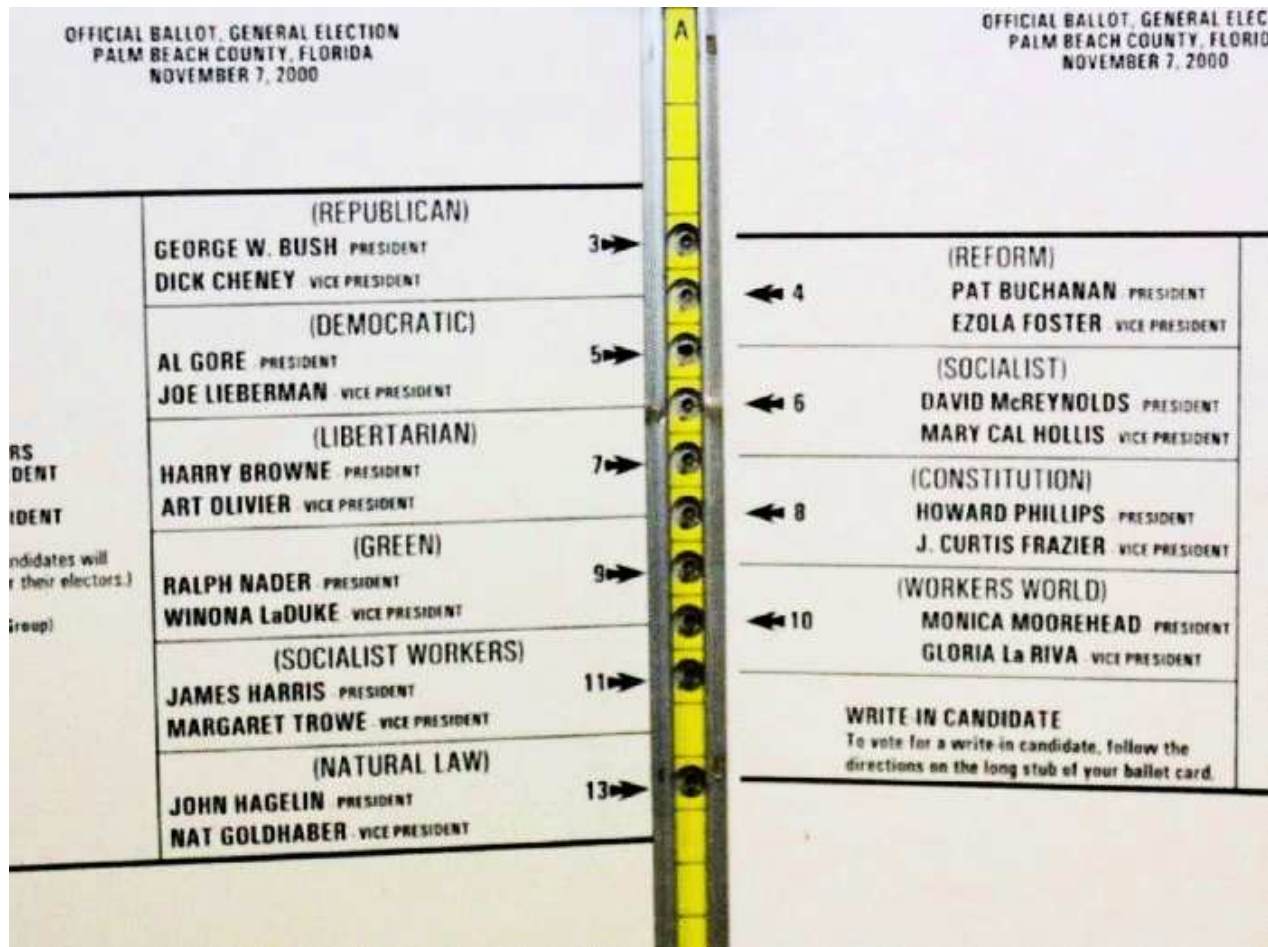 OFFICIAL BALLOT, GENERAL ELECTION
PALM BEACH COUNTY, FLORIDA
NOVEMBER 7, 2000
RS
DENT
IDENT
ndidates will
r their electors.)
Group)
(REPUBLICAN)
GEORGE W. BUSH PRESIDENT
3
DICK CHENEY VICE PRESIDENT
(DEMOCRATIC)
AL GORE PRESIDENT
5
JOE LIEBERMAN VICE PRESIDENT
(LIBERTARIAN)
HARRY BROWNE PRESIDENT
7
ART OLIVIER VICE PRESIDENT
(GREEN)
RALPH NADER PRESIDENT
9
WINONA LaDUKE VICE PRESIDENT
(SOCIALIST WORKERS)
JAMES HARRIS PRESIDENT
11
MARGARET TROWE VICE PRESIDENT
(NATURAL LAW)
JOHN HAGELIN PRESIDENT
13
NAT GOLDHABER VICE PRESIDENT
A
OFFICIAL BALLOT, GENERAL ELEC
PALM BEACH COUNTY, FLORID
NOVEMBER 7, 2000
(REFORM)
4 PAT BUCHANAN PRESIDENT
EZOLA FOSTER VICE PRESIDENT
(SOCIALIST)
6 DAVID McREYNOLDS PRESIDENT
MARY CAL HOLLIS VICE PRESIDENT
(CONSTITUTION)
8 HOWARD PHILLIPS PRESIDENT
J. CURTIS FRAZIER VICE PRESIDENT
(WORKERS WORLD)
10 MONICA MOOREHEAD PRESIDENT
GLORIA La RIVA VICE PRESIDENT
WRITE-IN CANDIDATE
To vote for a write-in candidate, follow the
directions on the long stub of your ballot card.